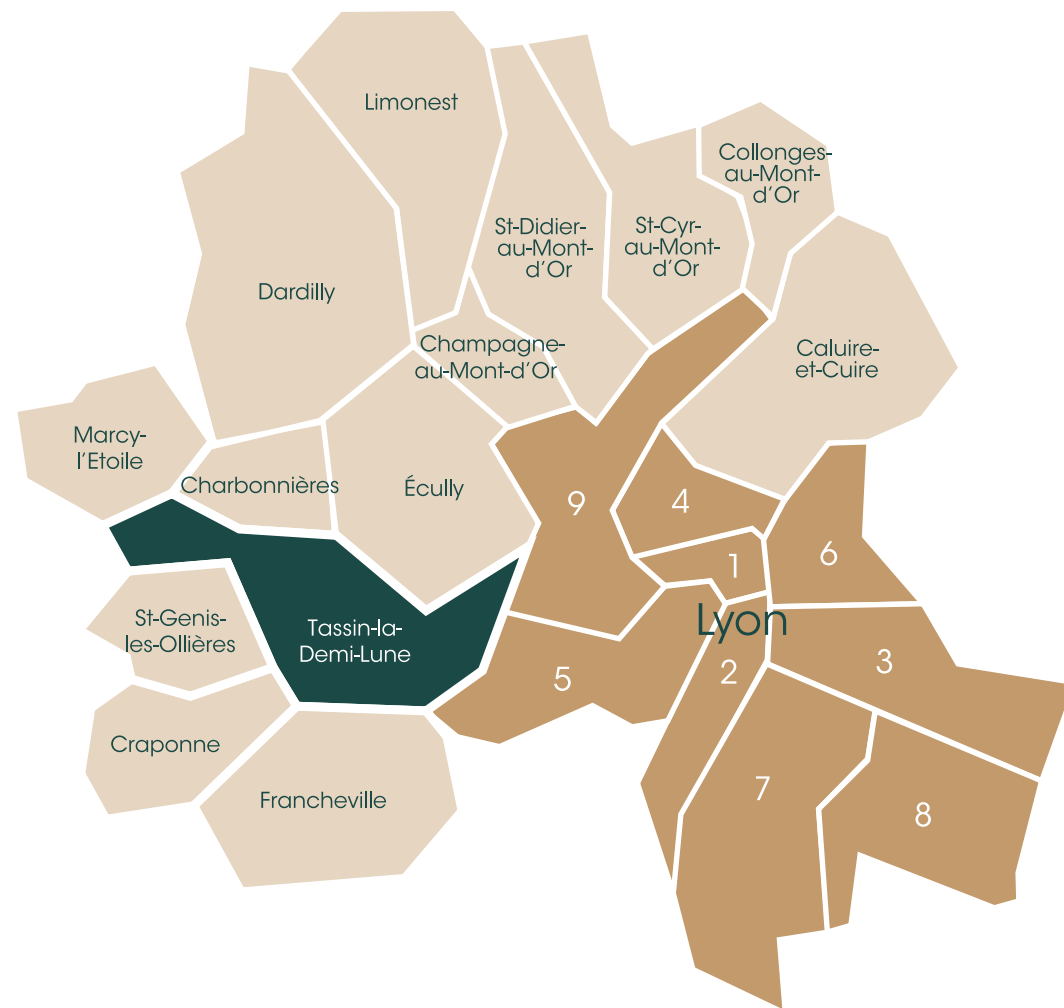 Limonest
Collonges-
au-Mont-
d'Or
St-Didier-
au-Mont-
d'Or
St-Cyr-
au-Mont-
d'Or
Dardilly
Champagne-
au-Mont-d'Or
Caluire-
et-Cuire
Marcy-
l'Etoile
Charbonnières
Écully
9
4
6
1
St-Genis-
les-Ollières
Tassin-la-
Demi-Lune
Lyon
5
2
3
Craponne
Francheville
7
8